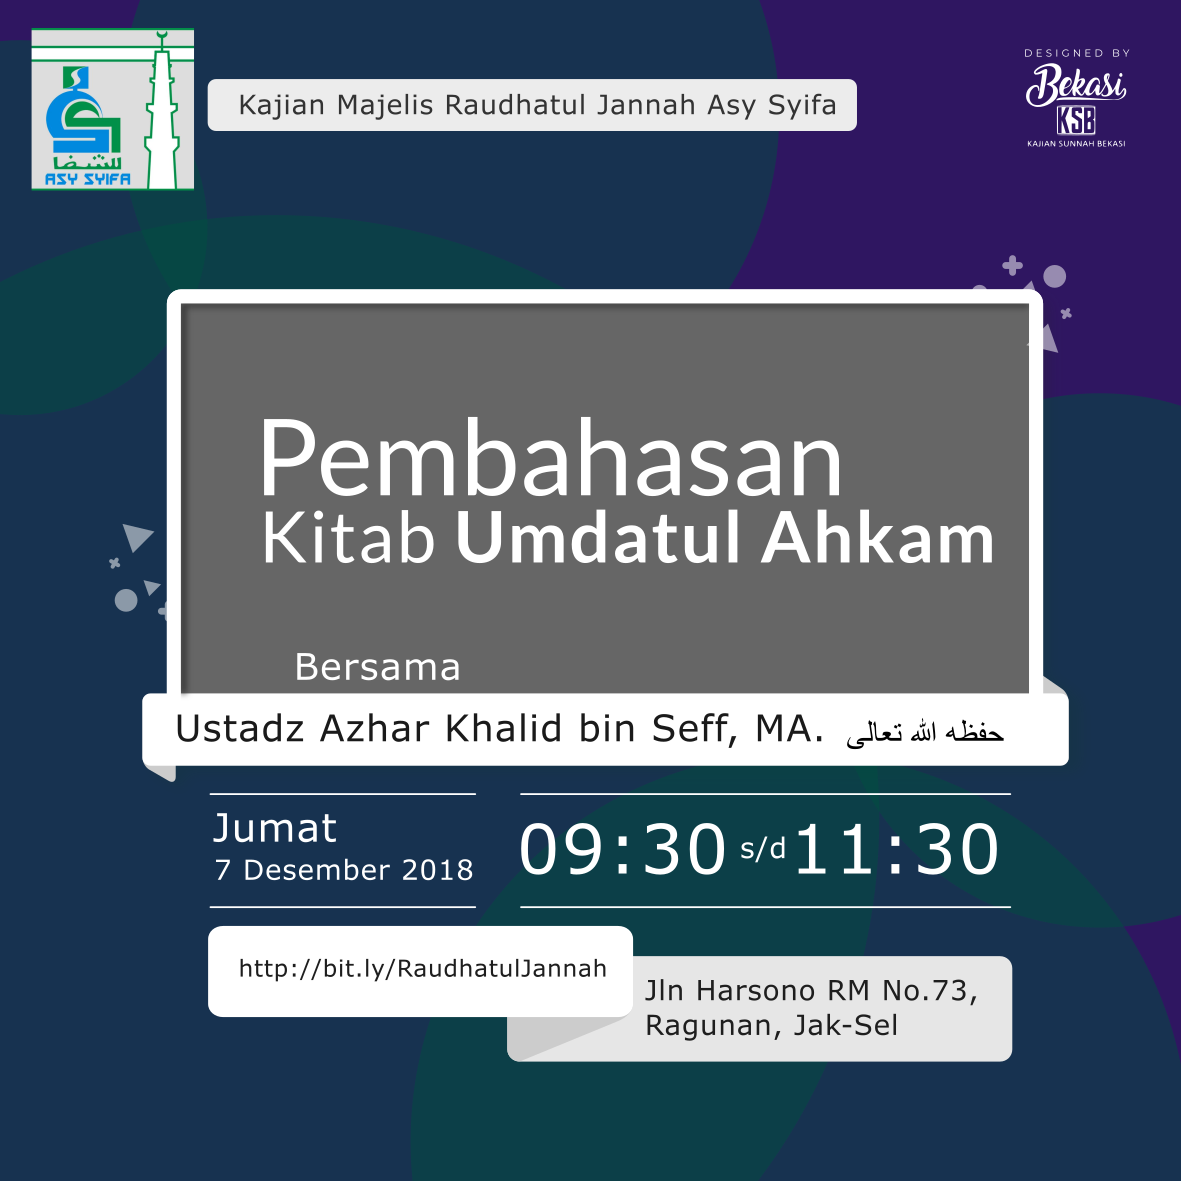 للشفا
ASY SYIFA
Kajian Majelis Raudhatul Jannah Asy Syifa
DESIGNED BY
Bekasi
KSB
KAJIAN SUNNAH BEKASI
Pembahasan
Kitab Umdatul Ahkam
Bersama
Ustadz Azhar Khalid bin Seff, MA. حفظه الله تعالى
Jumat
7 Desember 2018
09:30 s/d 11:30
http://bit.ly/RaudhatulJannah
Jln Harsono RM No.73,
Ragunan, Jak-Sel